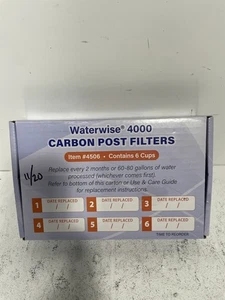 Waterwise® 4000
CARBON POST FILTERS
Item #4506 • Contains 6 Cups
11/20
Replace every 2 months or 60-80 gallons of water
processed (whichever comes first).
Refer to bottom of this carton or Use & Care Guide
for replacement instructions.
1 DATE REPLACED / / 2 DATE REPLACED / / 3 DATE REPLACED / /
4 DATE REPLACED / / 5 DATE REPLACED / / 6 DATE REPLACED / /
TIME TO REORDER